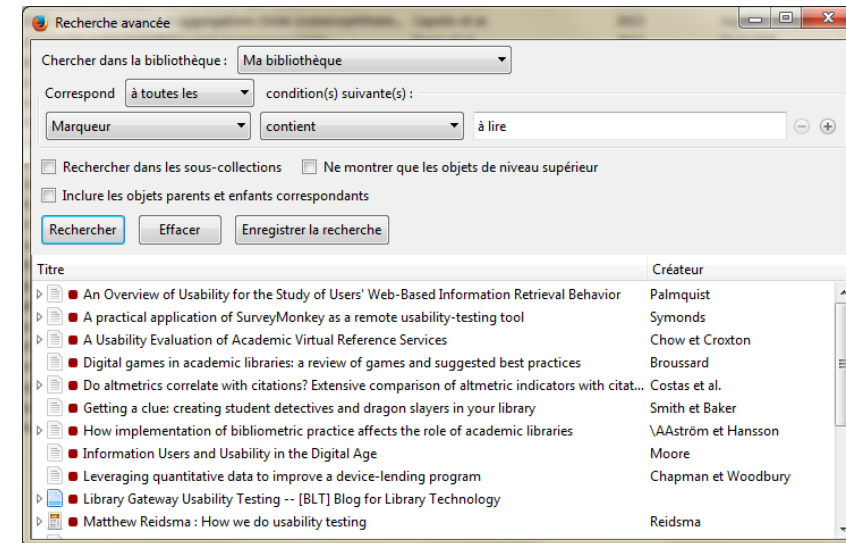 Recherche avancée
Chercher dans la bibliothèque : Ma bibliothèque
Correspond à toutes les condition(s) suivante(s) :
Marqueur contient à lire
Rechercher dans les sous-collections Ne montrer que les objets de niveau supérieur
Inclure les objets parents et enfants correspondants
Rechercher Effacer Enregistrer la recherche
Titre Créateur
An Overview of Usability for the Study of Users' Web-Based Information Retrieval Behavior Palmquist
A practical application of SurveyMonkey as a remote usability-testing tool Symonds
A Usability Evaluation of Academic Virtual Reference Services Chow et Croxton
Digital games in academic libraries: a review of games and suggested best practices Broussard
Do altmetrics correlate with citations? Extensive comparison of altmetric indicators with citat... Costas et al.
Getting a clue: creating student detectives and dragon slayers in your library Smith et Baker
How implementation of bibliometric practice affects the role of academic libraries \AAström et Hansson
Information Users and Usability in the Digital Age Moore
Leveraging quantitative data to improve a device-lending program Chapman et Woodbury
Library Gateway Usability Testing -- [BLT] Blog for Library Technology
Matthew Reidsma : How we do usability testing Reidsma